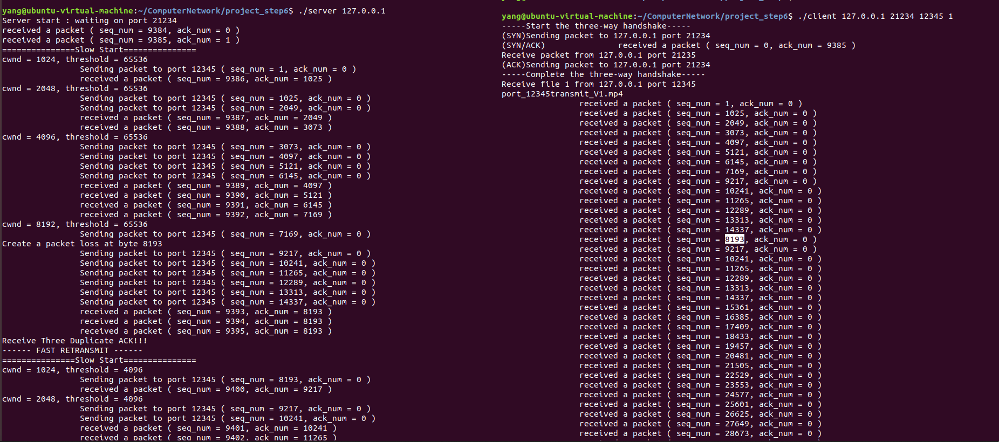 yang@ubuntu-virtual-machine:~/ComputerNetwork/project_step6$ ./server 127.0.0.1
Server start : waiting on port 21234
received a packet ( seq_num = 9384, ack_num = 0 )
received a packet ( seq_num = 9385, ack_num = 1 )
===============Slow Start===============
cwnd = 1024, threshold = 65536
Sending packet to port 12345 ( seq_num = 1, ack_num = 0 )
received a packet ( seq_num = 9386, ack_num = 1025 )
cwnd = 2048, threshold = 65536
Sending packet to port 12345 ( seq_num = 1025, ack_num = 0 )
Sending packet to port 12345 ( seq_num = 2049, ack_num = 0 )
received a packet ( seq_num = 9387, ack_num = 2049 )
received a packet ( seq_num = 9388, ack_num = 3073 )
cwnd = 4096, threshold = 65536
Sending packet to port 12345 ( seq_num = 3073, ack_num = 0 )
Sending packet to port 12345 ( seq_num = 4097, ack_num = 0 )
Sending packet to port 12345 ( seq_num = 5121, ack_num = 0 )
Sending packet to port 12345 ( seq_num = 6145, ack_num = 0 )
received a packet ( seq_num = 9389, ack_num = 4097 )
received a packet ( seq_num = 9390, ack_num = 5121 )
received a packet ( seq_num = 9391, ack_num = 6145 )
received a packet ( seq_num = 9392, ack_num = 7169 )
cwnd = 8192, threshold = 65536
Sending packet to port 12345 ( seq_num = 7169, ack_num = 0 )
Create a packet loss at byte 8193
Sending packet to port 12345 ( seq_num = 9217, ack_num = 0 )
Sending packet to port 12345 ( seq_num = 10241, ack_num = 0 )
Sending packet to port 12345 ( seq_num = 11265, ack_num = 0 )
Sending packet to port 12345 ( seq_num = 12289, ack_num = 0 )
Sending packet to port 12345 ( seq_num = 13313, ack_num = 0 )
Sending packet to port 12345 ( seq_num = 14337, ack_num = 0 )
received a packet ( seq_num = 9393, ack_num = 8193 )
received a packet ( seq_num = 9394, ack_num = 8193 )
received a packet ( seq_num = 9395, ack_num = 8193 )
Receive Three Duplicate ACK!!!
------ FAST RETRANSMIT ------
===============Slow Start===============
cwnd = 1024, threshold = 4096
Sending packet to port 12345 ( seq_num = 8193, ack_num = 0 )
received a packet ( seq_num = 9400, ack_num = 9217 )
cwnd = 2048, threshold = 4096
Sending packet to port 12345 ( seq_num = 9217, ack_num = 0 )
Sending packet to port 12345 ( seq_num = 10241, ack_num = 0 )
received a packet ( seq_num = 9401, ack_num = 10241 )
received a packet ( seq_num = 9402, ack_num = 11265 )
yang@ubuntu-virtual-machine:~/ComputerNetwork/project_step6$ ./client 127.0.0.1 21234 12345 1
-----Start the three-way handshake-----
(SYN)Sending packet to 127.0.0.1 port 21234
(SYN/ACK) received a packet ( seq_num = 0, ack_num = 9385 )
Receive packet from 127.0.0.1 port 21235
(ACK)Sending packet to 127.0.0.1 port 21234
-----Complete the three-way handshake-----
Receive file 1 from 127.0.0.1 port 12345
port_12345transmit_V1.mp4
received a packet ( seq_num = 1, ack_num = 0 )
received a packet ( seq_num = 1025, ack_num = 0 )
received a packet ( seq_num = 2049, ack_num = 0 )
received a packet ( seq_num = 3073, ack_num = 0 )
received a packet ( seq_num = 4097, ack_num = 0 )
received a packet ( seq_num = 5121, ack_num = 0 )
received a packet ( seq_num = 6145, ack_num = 0 )
received a packet ( seq_num = 7169, ack_num = 0 )
received a packet ( seq_num = 9217, ack_num = 0 )
received a packet ( seq_num = 10241, ack_num = 0 )
received a packet ( seq_num = 11265, ack_num = 0 )
received a packet ( seq_num = 12289, ack_num = 0 )
received a packet ( seq_num = 13313, ack_num = 0 )
received a packet ( seq_num = 14337, ack_num = 0 )
received a packet ( seq_num = 8193, ack_num = 0 )
received a packet ( seq_num = 9217, ack_num = 0 )
received a packet ( seq_num = 10241, ack_num = 0 )
received a packet ( seq_num = 11265, ack_num = 0 )
received a packet ( seq_num = 12289, ack_num = 0 )
received a packet ( seq_num = 13313, ack_num = 0 )
received a packet ( seq_num = 14337, ack_num = 0 )
received a packet ( seq_num = 15361, ack_num = 0 )
received a packet ( seq_num = 16385, ack_num = 0 )
received a packet ( seq_num = 17409, ack_num = 0 )
received a packet ( seq_num = 18433, ack_num = 0 )
received a packet ( seq_num = 19457, ack_num = 0 )
received a packet ( seq_num = 20481, ack_num = 0 )
received a packet ( seq_num = 21505, ack_num = 0 )
received a packet ( seq_num = 22529, ack_num = 0 )
received a packet ( seq_num = 23553, ack_num = 0 )
received a packet ( seq_num = 24577, ack_num = 0 )
received a packet ( seq_num = 25601, ack_num = 0 )
received a packet ( seq_num = 26625, ack_num = 0 )
received a packet ( seq_num = 27649, ack_num = 0 )
received a packet ( seq_num = 28673, ack_num = 0 )